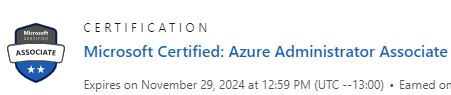 Microsoft
CERTIFIED
ASSOCIATE
CERTIFICATION
Microsoft Certified: Azure Administrator Associate
Expires on November 29, 2024 at 12:59 PM (UTC --13:00) • Earned on